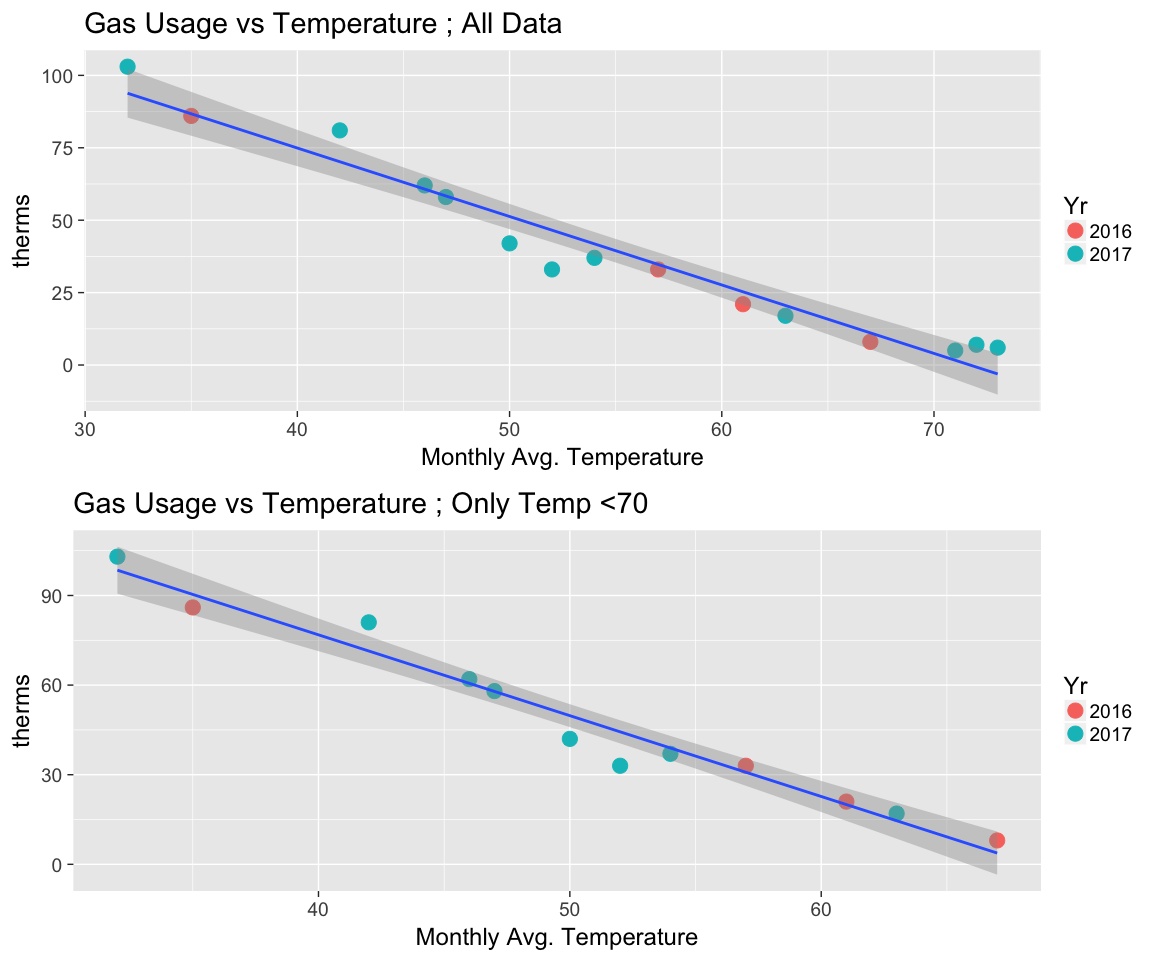 Gas Usage vs Temperature ; All Data
100
75
50
25
0
therms
30 40 50 60 70
Monthly Avg. Temperature
Yr
2016
2017
Gas Usage vs Temperature ; Only Temp <70
90
60
30
0
therms
40 50 60
Monthly Avg. Temperature
Yr
2016
2017